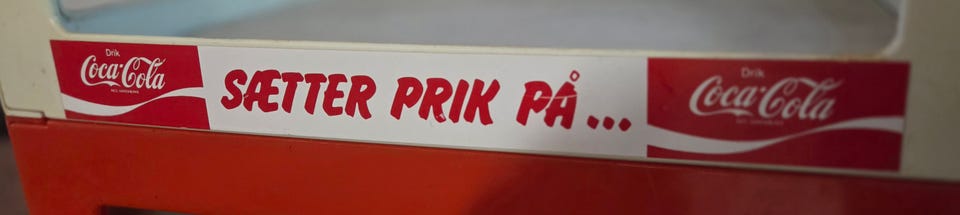 Drik
Coca-Cola
SÆTTER PRIK PÅ...
Drik
Coca-Cola